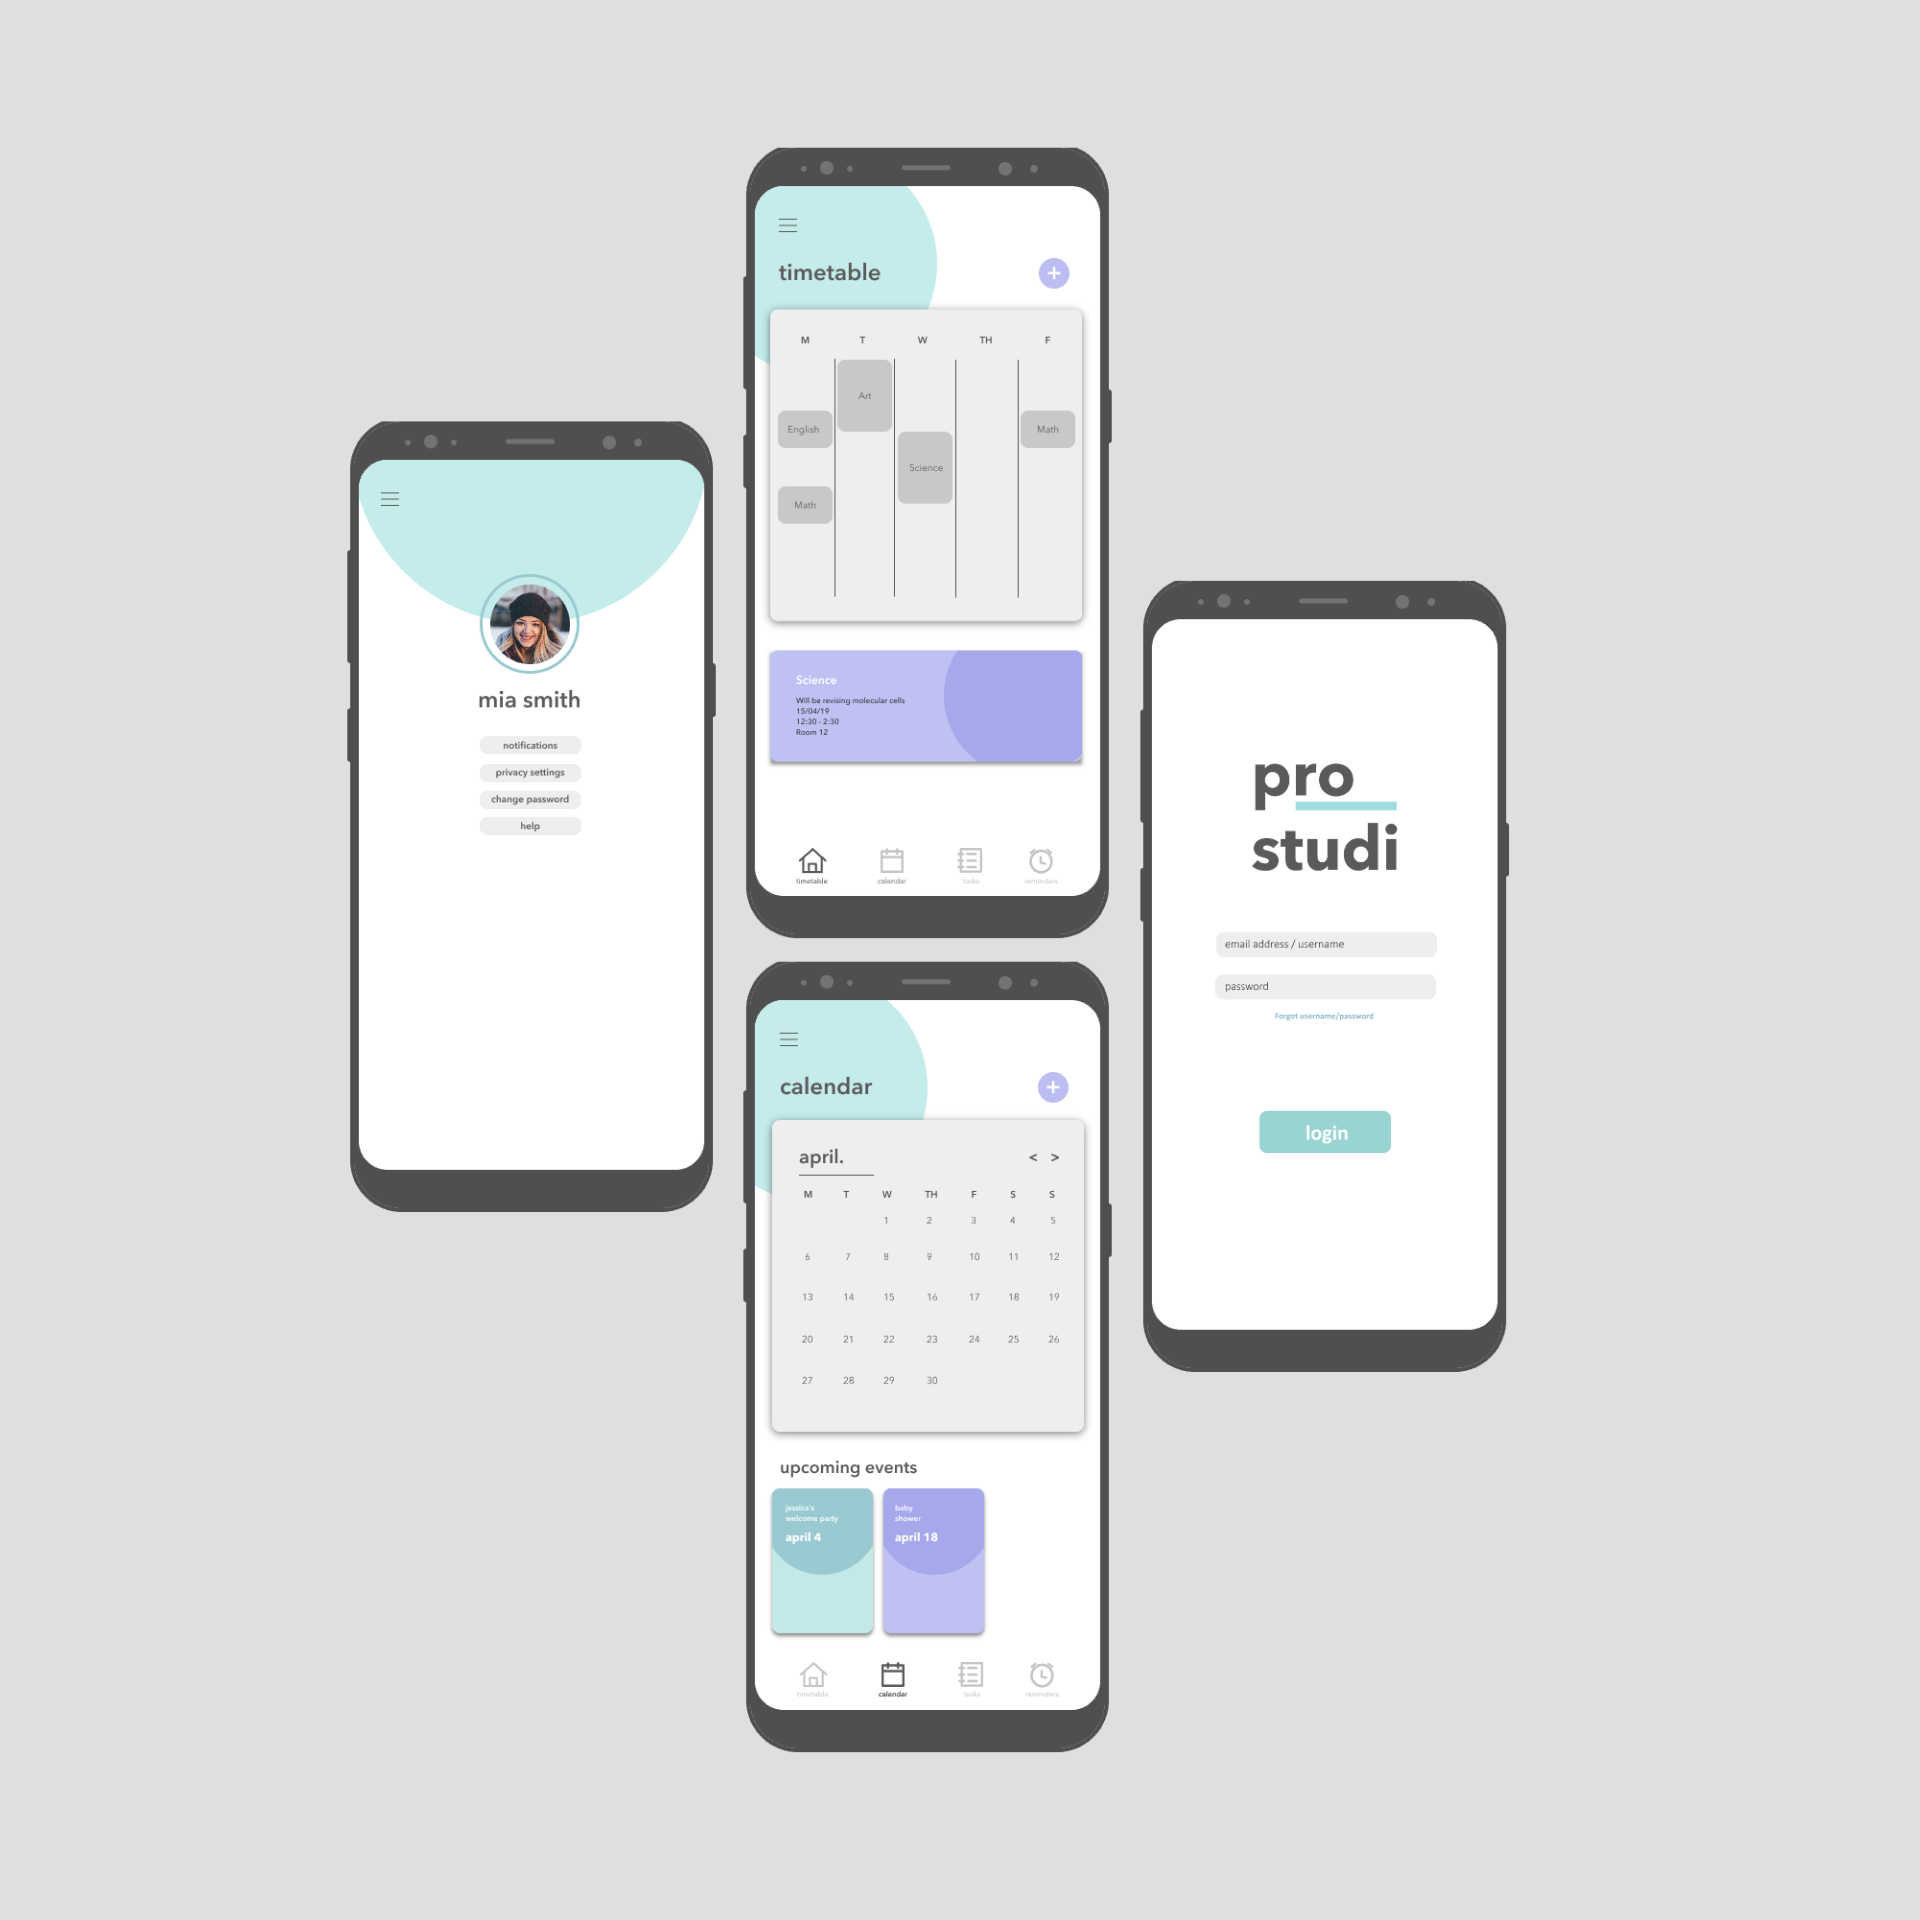 timetable
+
M T W TH F
Art
English
Math
Science
Math
Science
Will be revising molecular cells
15/04/19
12:30 - 2:30
Room 12
timetable calendar tasks reminders
mia smith
notifications
privacy settings
change password
help
pro
studi
email address / username
password
Forgot username/password
login
calendar
+
april. < >
M T W TH F S S
1 2 3 4 5
6 7 8 9 10 11 12
13 14 15 16 17 18 19
20 21 22 23 24 25 26
27 28 29 30
upcoming events
jessica's
welcome party
april 4
baby
shower
april 18
timetable calendar tasks reminders